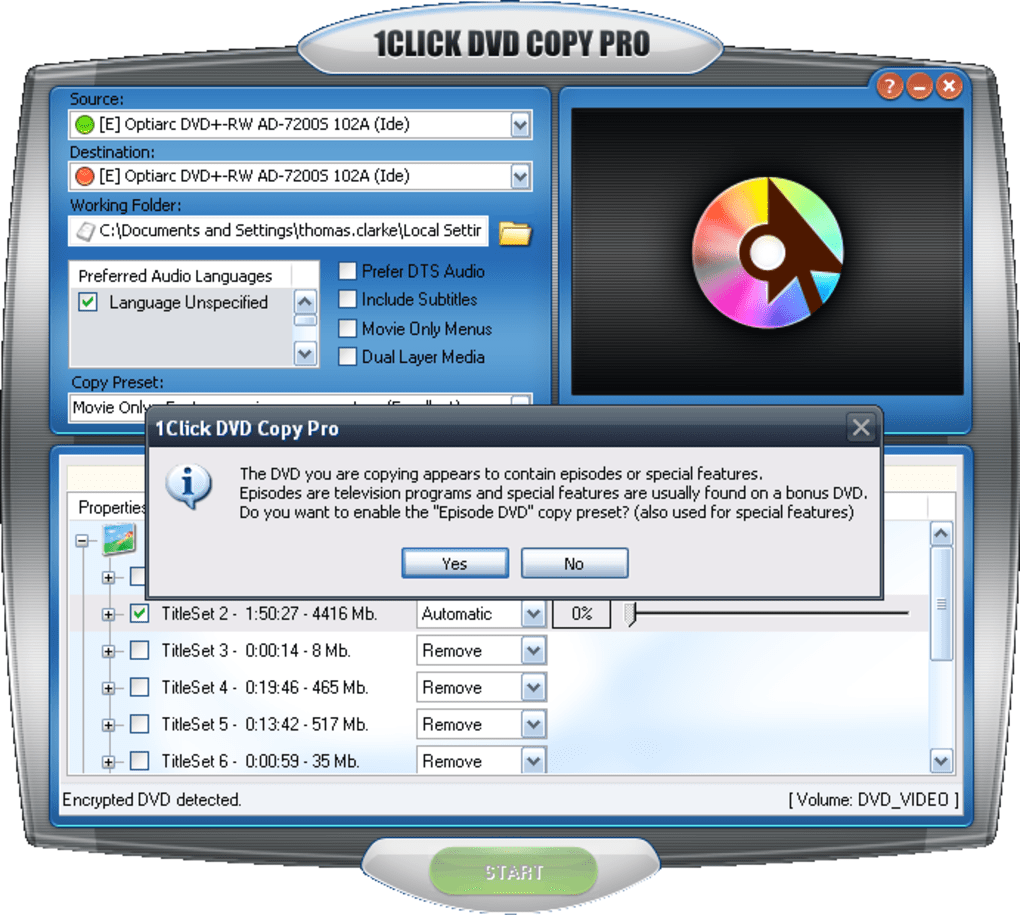 1CLICK DVD COPY PRO
Source:
[E] Optiarc DVD+-RW AD-7200S 102A (Ide)
Destination:
[E] Optiarc DVD+-RW AD-7200S 102A (Ide)
Working Folder:
C:\Documents and Settings\thomas.clarke\Local Settir
Preferred Audio Languages
Language Unspecified
Prefer DTS Audio
Include Subtitles
Movie Only Menus
Dual Layer Media
Copy Preset:
Movie Only
?
1Click DVD Copy Pro
The DVD you are copying appears to contain episodes or special features.
Episodes are television programs and special features are usually found on a bonus DVD.
Do you want to enable the "Episode DVD" copy preset? (also used for special features)
Yes No
Properties
TitleSet 2 - 1:50:27 - 4416 Mb. Automatic 0%
TitleSet 3 - 0:00:14 - 8 Mb. Remove
TitleSet 4 - 0:19:46 - 465 Mb. Remove
TitleSet 5 - 0:13:42 - 517 Mb. Remove
TitleSet 6 - 0:00:59 - 35 Mb. Remove
Encrypted DVD detected. [ Volume: DVD_VIDEO ]
START